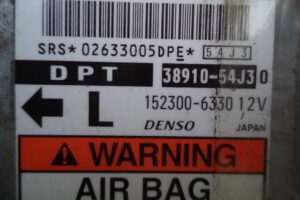 SRS*02633005DPE* 54J3
DPT 38910-54J30
L 152300-6330 12V
DENSO JAPAN
WARNING
AIR BAG